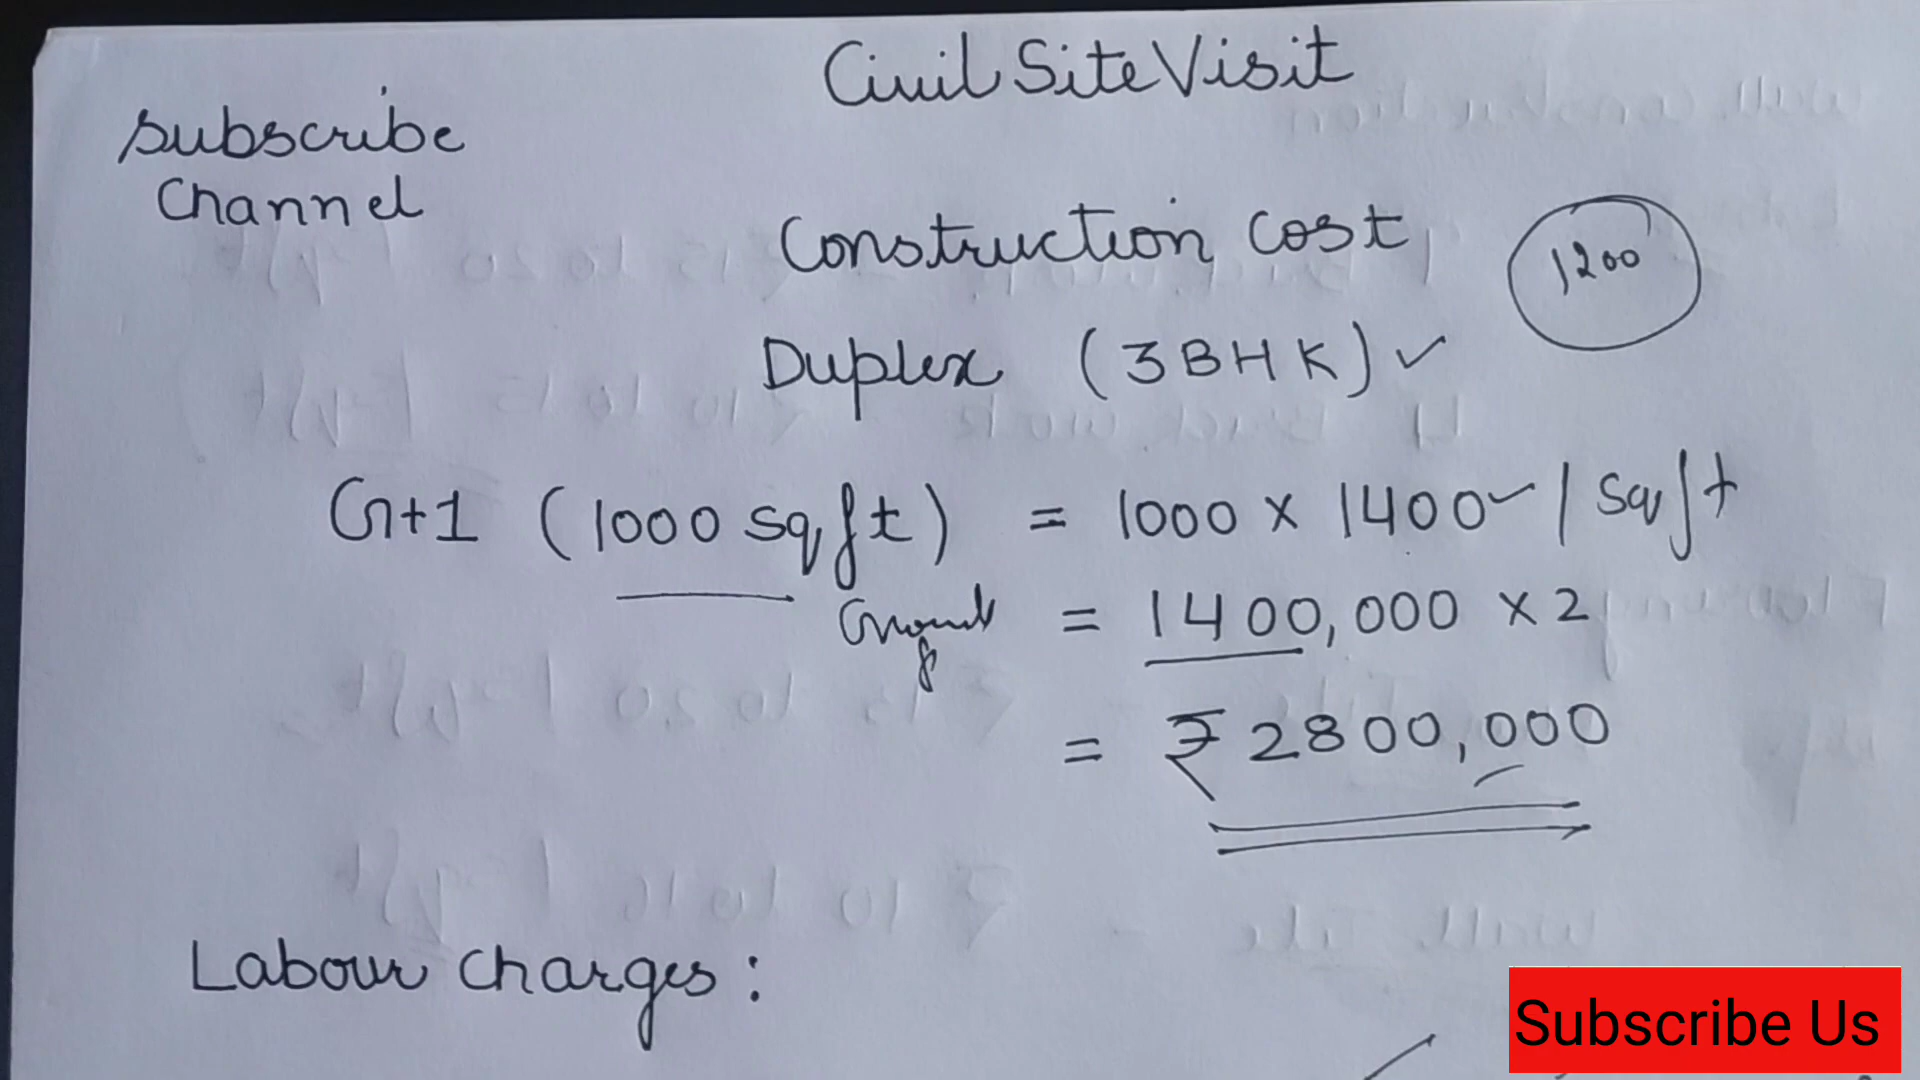 Civil Site Visit
Subscribe
Channel
Construction Cost
1200
Duplex (3BHK) ✓
G+1 (1000 sqft) = 1000 x 1400 / Sqft
Ground = 1400,000 x 2
= ₹ 2800,000
Labour Charges :
Subscribe Us